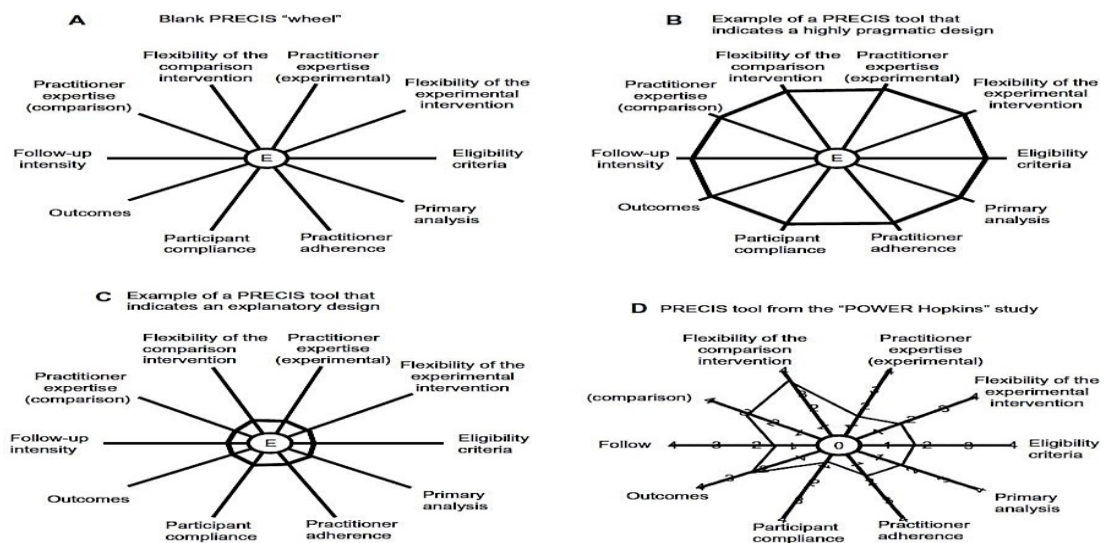 A Blank PRECIS “wheel”
Flexibility of the
comparison
intervention
Practitioner
expertise
(experimental)
Practitioner
expertise
(comparison)
Flexibility of the
experimental
intervention
Follow-up
intensity
E
Eligibility
criteria
Outcomes
Primary
analysis
Participant
compliance
Practitioner
adherence
B Example of a PRECIS tool that
indicates a highly pragmatic design
Flexibility of the
comparison
intervention
Practitioner
expertise
(experimental)
Practitioner
expertise
(comparison)
Flexibility of the
experimental
intervention
Follow-up
intensity
E
Eligibility
criteria
Outcomes
Primary
analysis
Participant
compliance
Practitioner
adherence
C Example of a PRECIS tool that
indicates an explanatory design
Flexibility of the
comparison
intervention
Practitioner
expertise
(experimental)
Practitioner
expertise
(comparison)
Flexibility of the
experimental
intervention
Follow-up
intensity
E
Eligibility
criteria
Outcomes
Primary
analysis
Participant
compliance
Practitioner
adherence
D PRECIS tool from the “POWER Hopkins” study
Flexibility of the
comparison
intervention
Practitioner
expertise
(experimental)
(comparison)
Flexibility of the
experimental
intervention
Follow
4 3 2 1 0 1 2 3 4
Eligibility
criteria
Outcomes
Primary
analysis
Participant
compliance
Practitioner
adherence